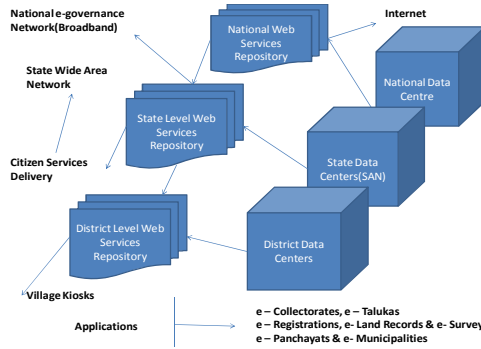 National e-governance
Network(Broadband)
National Web
Services
Repository
Internet
State Wide Area
Network
National Data
Centre
State Level Web
Services
Repository
Citizen Services
Delivery
State Data
Centers(SAN)
District Level Web
Services
Repository
District Data
Centers
Village Kiosks
Applications
e – Collectorates, e – Talukas
e – Registrations, e- Land Records & e- Survey
e – Panchayats & e- Municipalities